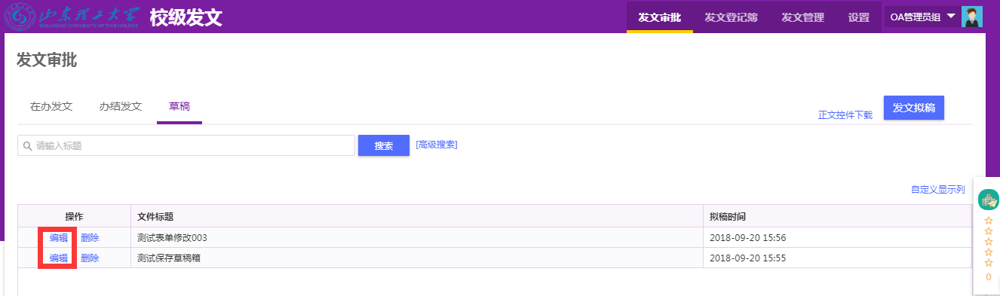 山东理工大学 校级发文 发文审批 发文登记簿 发文管理 设置 OA管理员组
SHANDONG UNIVERSITY OF TECHNOLOGY
发文审批
在办发文 办结发文 草稿 正文控件下载 发文拟稿
请输入标题 搜索 [高级搜索]
自定义显示列
操作 文件标题 拟稿时间
编辑 删除 测试表单修改003 2018-09-20 15:56
编辑 删除 测试保存草稿箱 2018-09-20 15:55
0